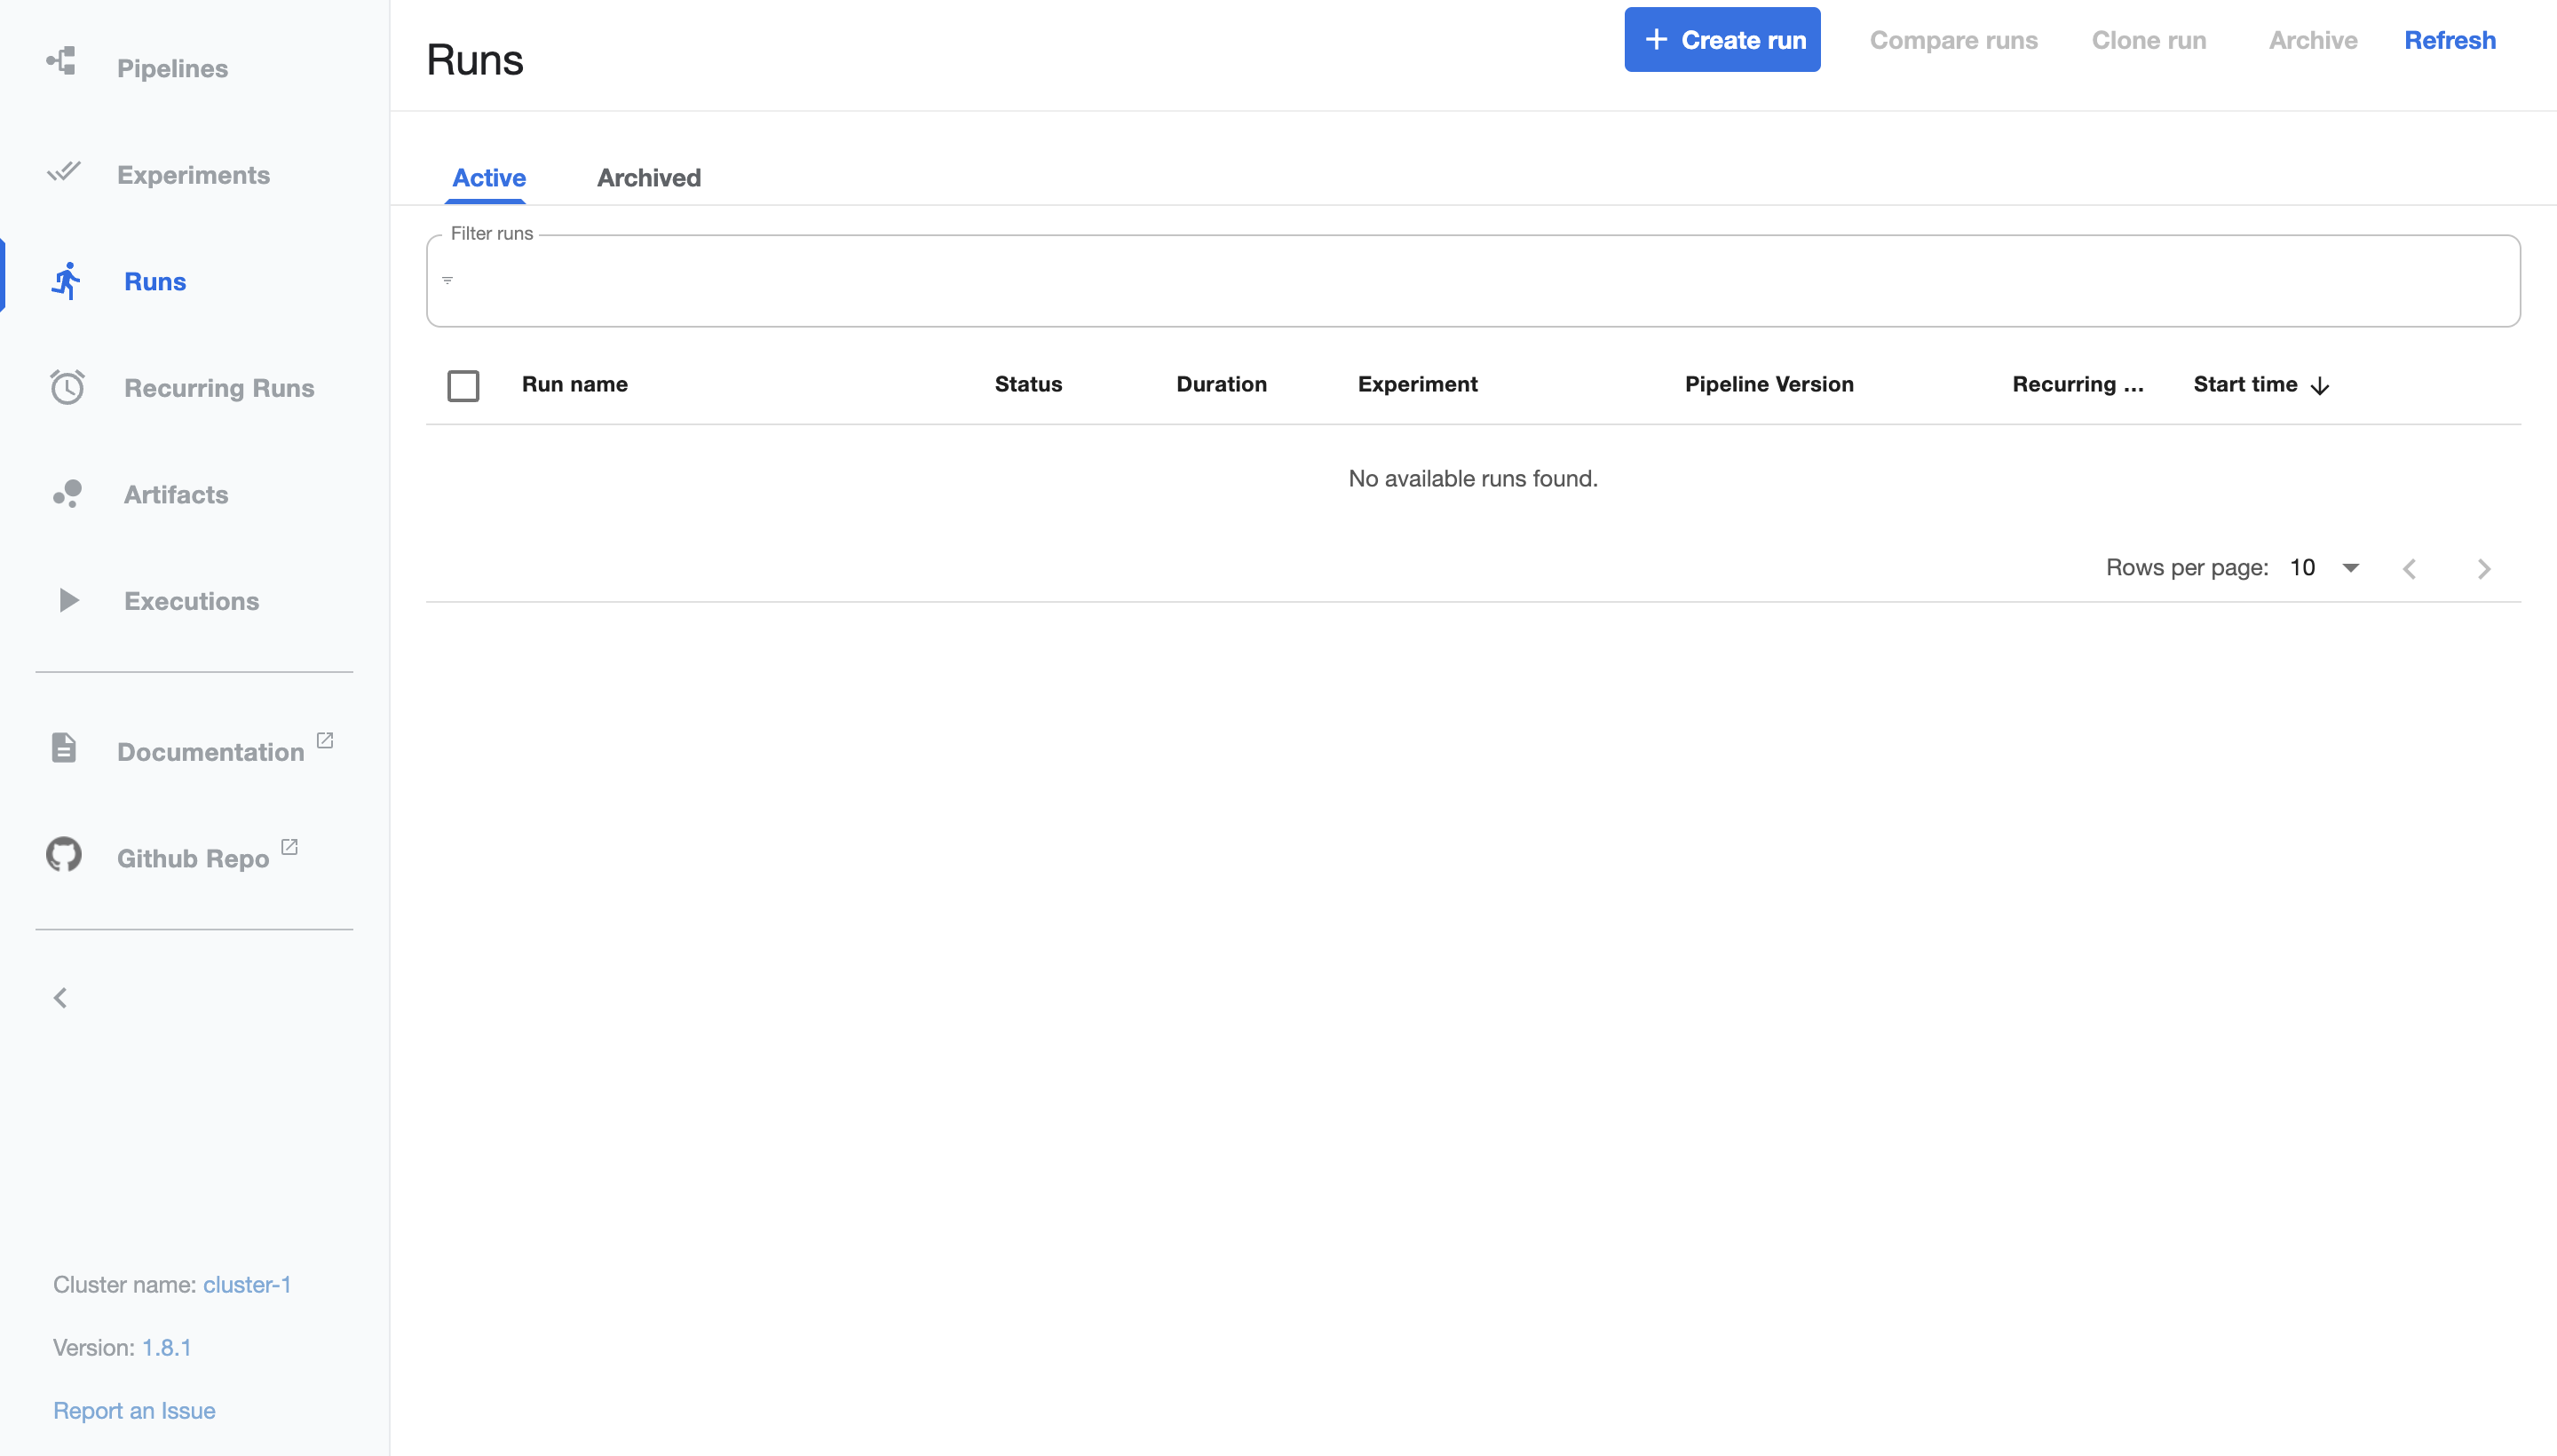 Pipelines
Experiments
Runs
Recurring Runs
Artifacts
Executions
Documentation
Github Repo
Cluster name: cluster-1
Version: 1.8.1
Report an Issue
Runs
+ Create run Compare runs Clone run Archive Refresh
Active Archived
Filter runs
Run name Status Duration Experiment Pipeline Version Recurring ... Start time
No available runs found.
Rows per page: 10